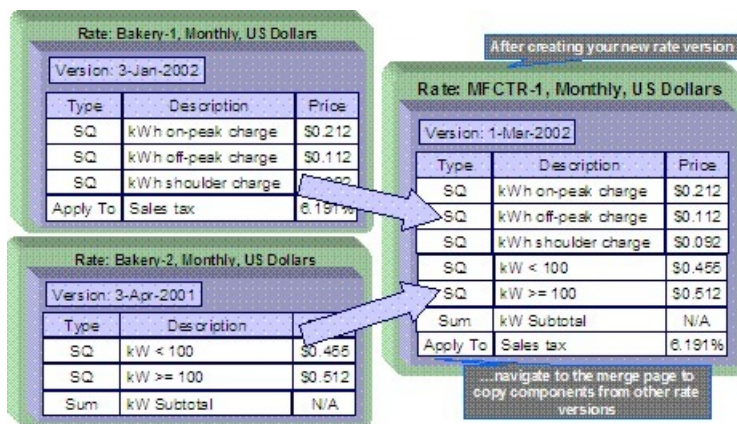 Rate: Bakery-1, Monthly, US Dollars
Version: 3-Jan-2002
Type Description Price
SQ kWh on-peak charge $0.212
SQ kWh off-peak charge $0.112
SQ kWh shoulder charge
Apply To Sales tax 6.191%
Rate: Bakery-2, Monthly, US Dollars
Version: 3-Apr-2001
Type Description
SQ kW < 100 $0.455
SQ kW >= 100 $0.512
Sum kW Subtotal N/A
After creating your new rate version
Rate: MFCTR-1, Monthly, US Dollars
Version: 1-Mar-2002
Type Description Price
SQ kWh on-peak charge $0.212
SQ kWh off-peak charge $0.112
SQ kWh shoulder charge $0.092
SQ kW < 100 $0.455
SQ kW >= 100 $0.512
Sum kW Subtotal N/A
Apply To Sales tax 6.191%
...navigate to the merge page to
copy components from other rate
versions